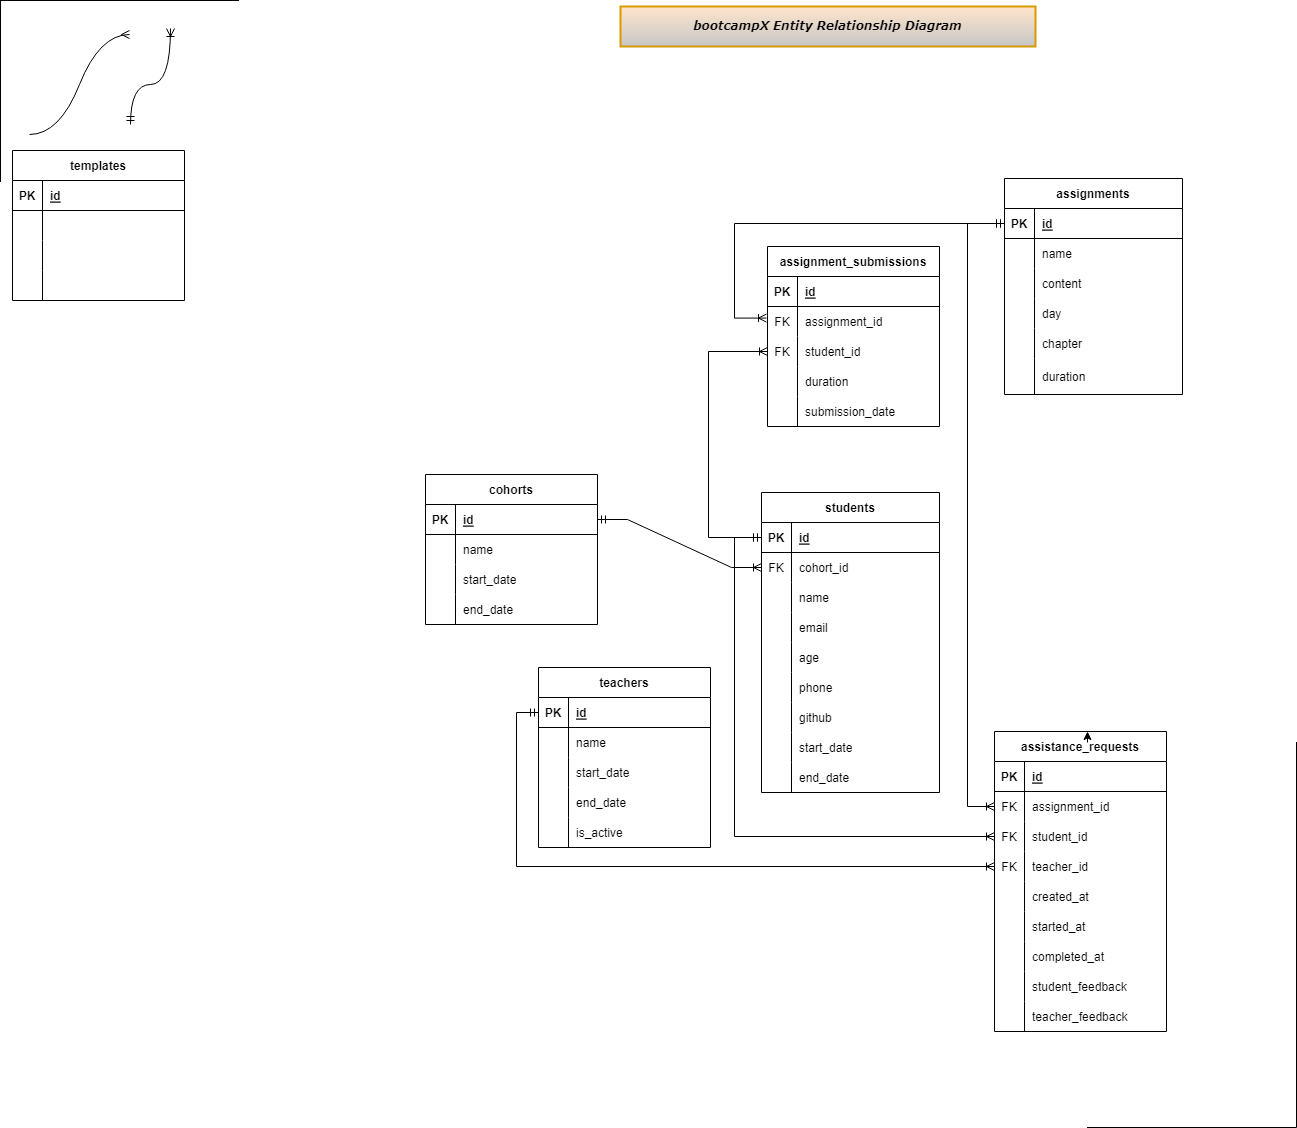 bootcampX Entity Relationship Diagram
templates
PK id
assignments
PK id
name
content
day
chapter
duration
assignment_submissions
PK id
FK assignment_id
FK student_id
duration
submission_date
cohorts
PK id
name
start_date
end_date
students
PK id
FK cohort_id
name
email
age
phone
github
start_date
end_date
teachers
PK id
name
start_date
end_date
is_active
assistance_requests
PK id
FK assignment_id
FK student_id
FK teacher_id
created_at
started_at
completed_at
student_feedback
teacher_feedback